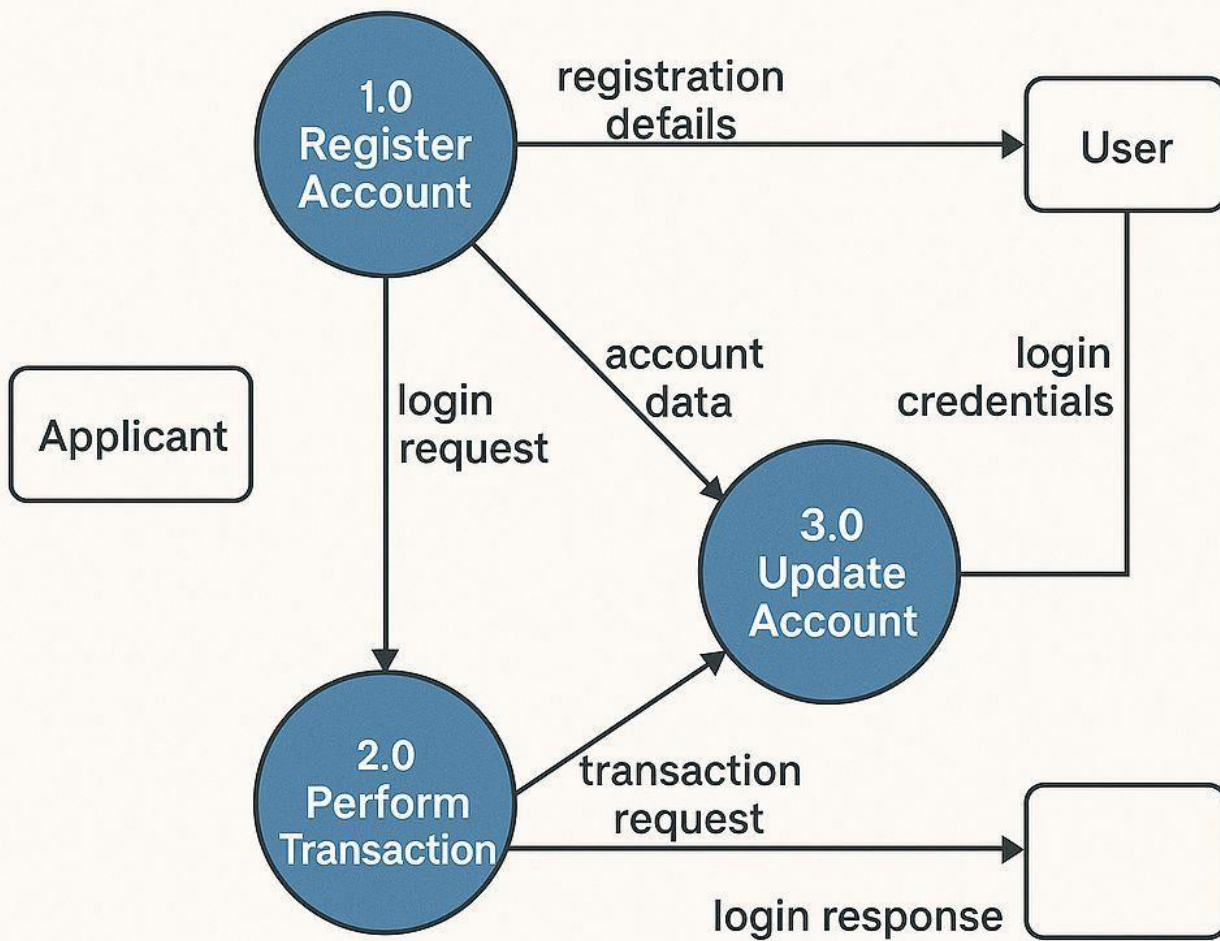 1.0
Register
Account
registration
defails
User
account
data
login
credentials
login
request
Applicant
3.0
Update
Account
2.0
Perform
Transaction
transaction
request
login response